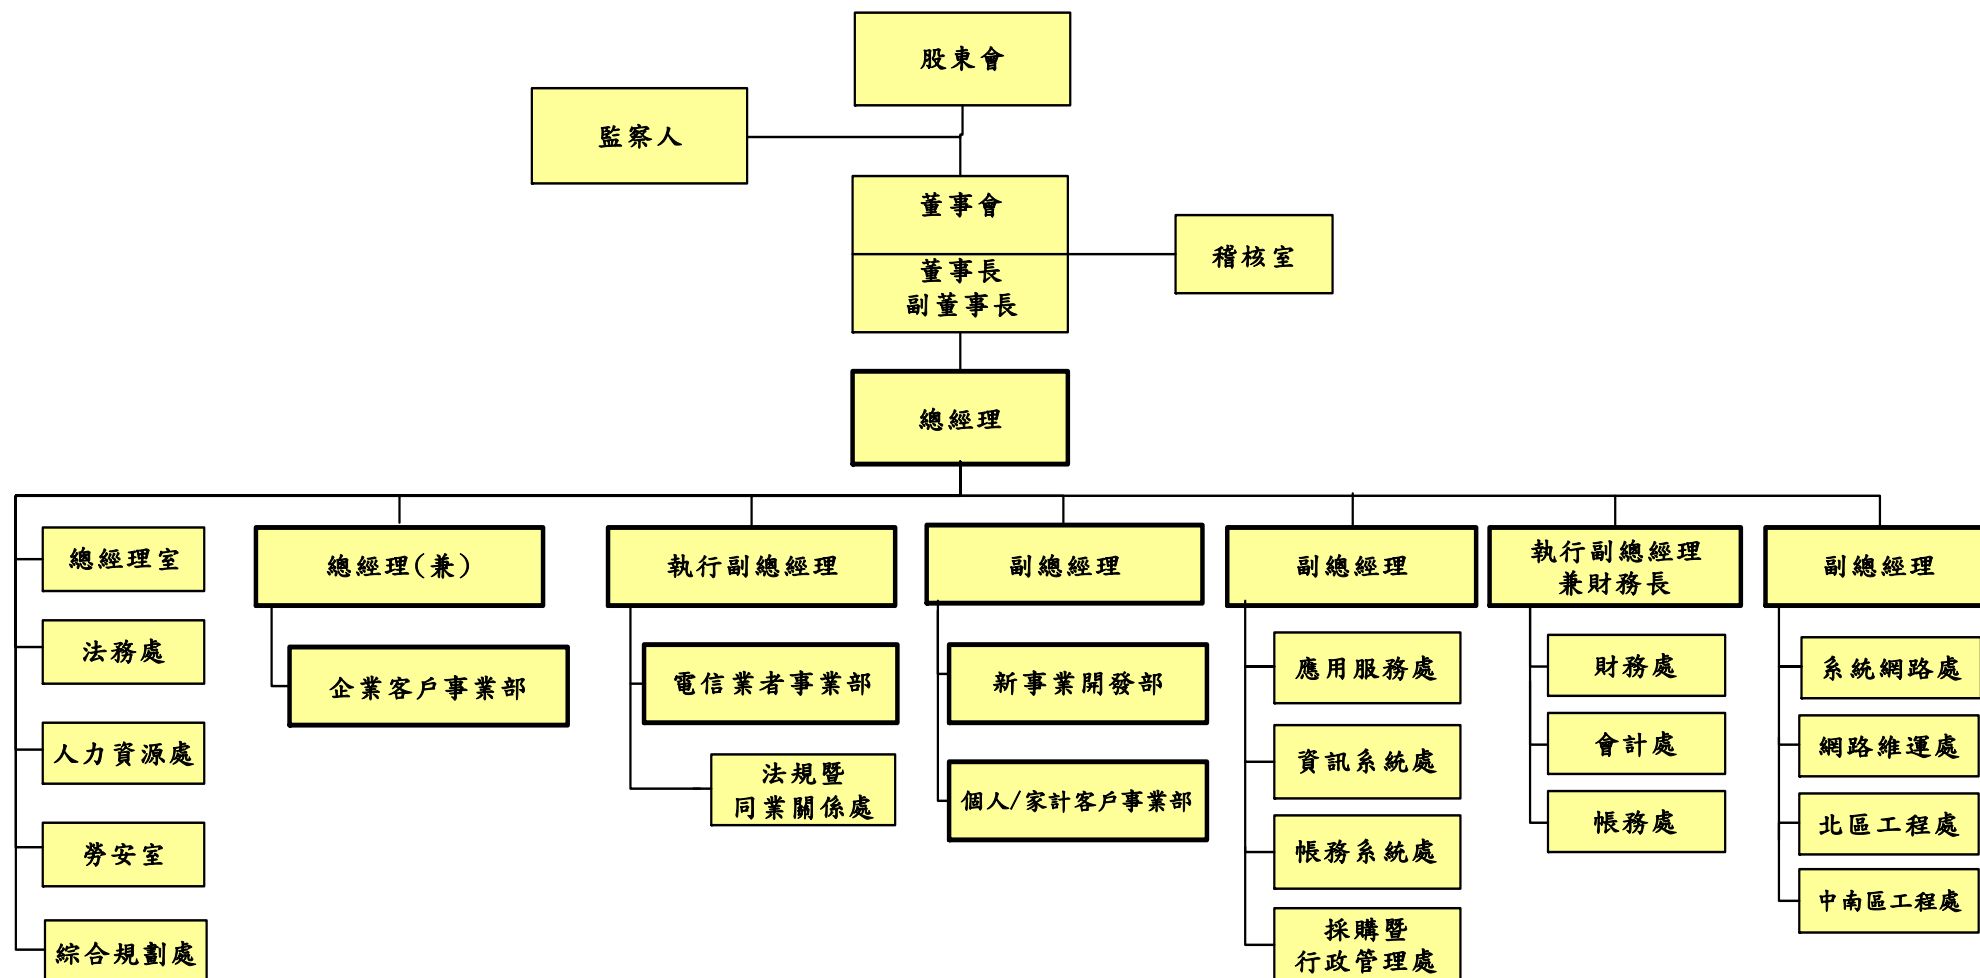 股東會
監察人
董事會
董事長
副董事長
稽核室
總經理
總經理室
法務處
人力資源處
勞安室
綜合規劃處
總經理(兼)
企業客戶事業部
執行副總經理
電信業者事業部
法規暨
同業關係處
副總經理
新事業開發部
個人/家計客戶事業部
副總經理
應用服務處
資訊系統處
帳務系統處
採購暨
行政管理處
執行副總經理
兼財務長
財務處
會計處
帳務處
副總經理
系統網路處
網路維運處
北區工程處
中南區工程處